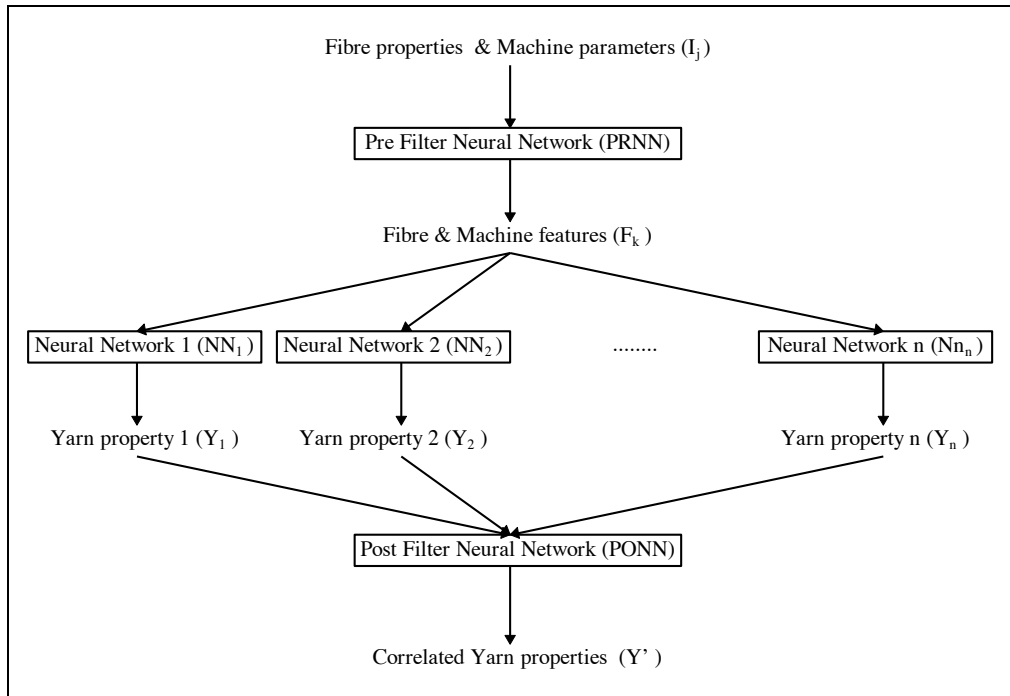 Fibre properties & Machine parameters (Iⱼ)
Pre Filter Neural Network (PRNN)
Fibre & Machine features (Fₖ )
Neural Network 1 (NN₁) Neural Network 2 (NN₂) ........ Neural Network n (Nnₙ)
Yarn property 1 (Y₁ ) Yarn property 2 (Y₂ ) Yarn property n (Yₙ )
Post Filter Neural Network (PONN)
Correlated Yarn properties (Y’ )